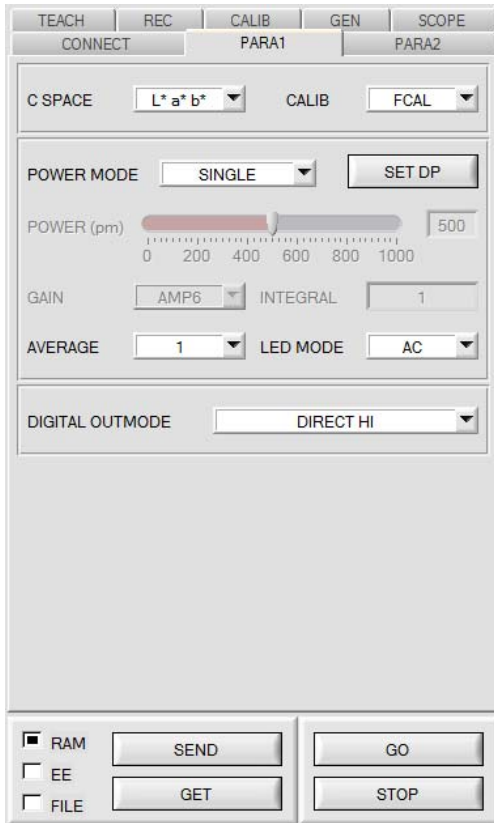 TEACH REC CALIB GEN SCOPE
CONNECT PARA1 PARA2
C SPACE L* a* b* CALIB FCAL
POWER MODE SINGLE SET DP
POWER (pm) 500
0 200 400 600 800 1000
GAIN AMP6 INTEGRAL 1
AVERAGE 1 LED MODE AC
DIGITAL OUTMODE DIRECT HI
RAM SEND GO
EE
GET STOP
FILE